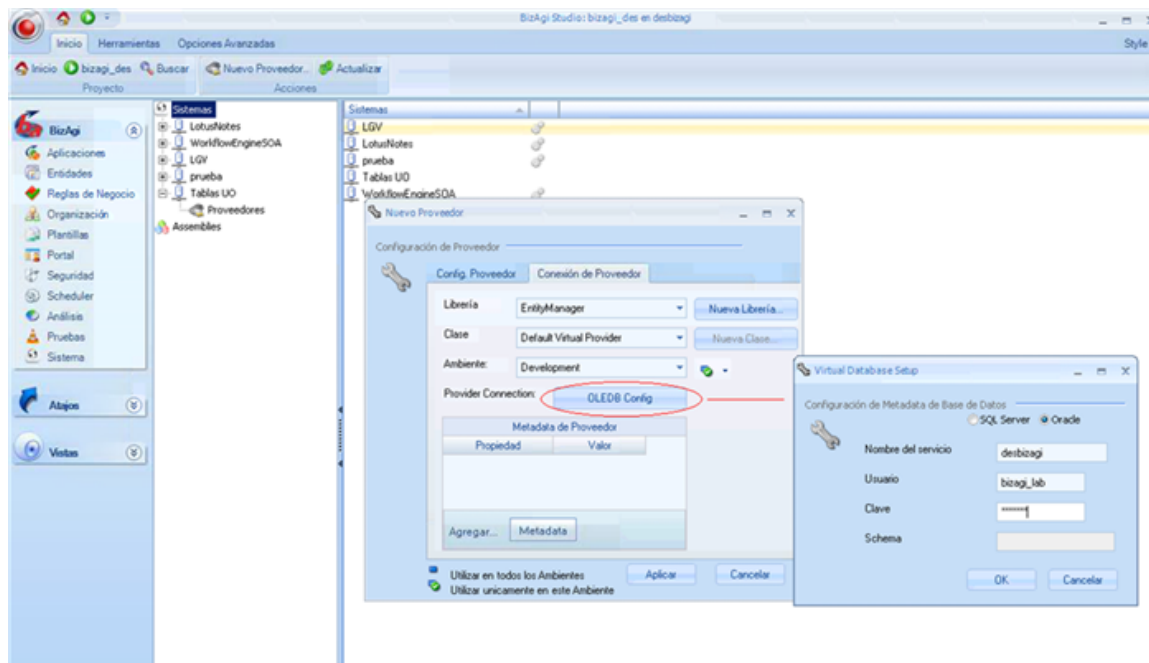 BizAgi Studio: bizagi_des en desbizagi
Inicio Herramientas Opciones Avanzadas
Style
Inicio bizagi_des Buscar Nuevo Proveedor... Actualizar
Proyecto Acciones
BizAgi
Aplicaciones
Entidades
Reglas de Negocio
Organización
Plantillas
Portal
Seguridad
Scheduler
Análisis
Pruebas
Sistema
Atajos
Vistas
Sistemas
LotusNotes
WorkflowEngineSOA
LGV
prueba
Tablas UO
Proveedores
Assemblies
Sistemas
LGV
LotusNotes
prueba
Tablas UO
WorkflowEngineSOA
Nuevo Proveedor
Configuración de Proveedor
Config. Proveedor Conexión de Proveedor
Librería EntityManager Nueva Librería...
Clase Default Virtual Provider Nueva Clase...
Ambiente: Development
Provider Connection: OLEDB Config
Metadata de Proveedor
Propiedad Valor
Agregar... Metadata
Utilizar en todos los Ambientes
Utilizar unicamente en este Ambiente
Aplicar Cancelar
Virtual Database Setup
Configuración de Metadata de Base de Datos
SQL Server Oracle
Nombre del servicio desbizagi
Usuario bizagi_lab
Clave *******
Schema
OK Cancelar